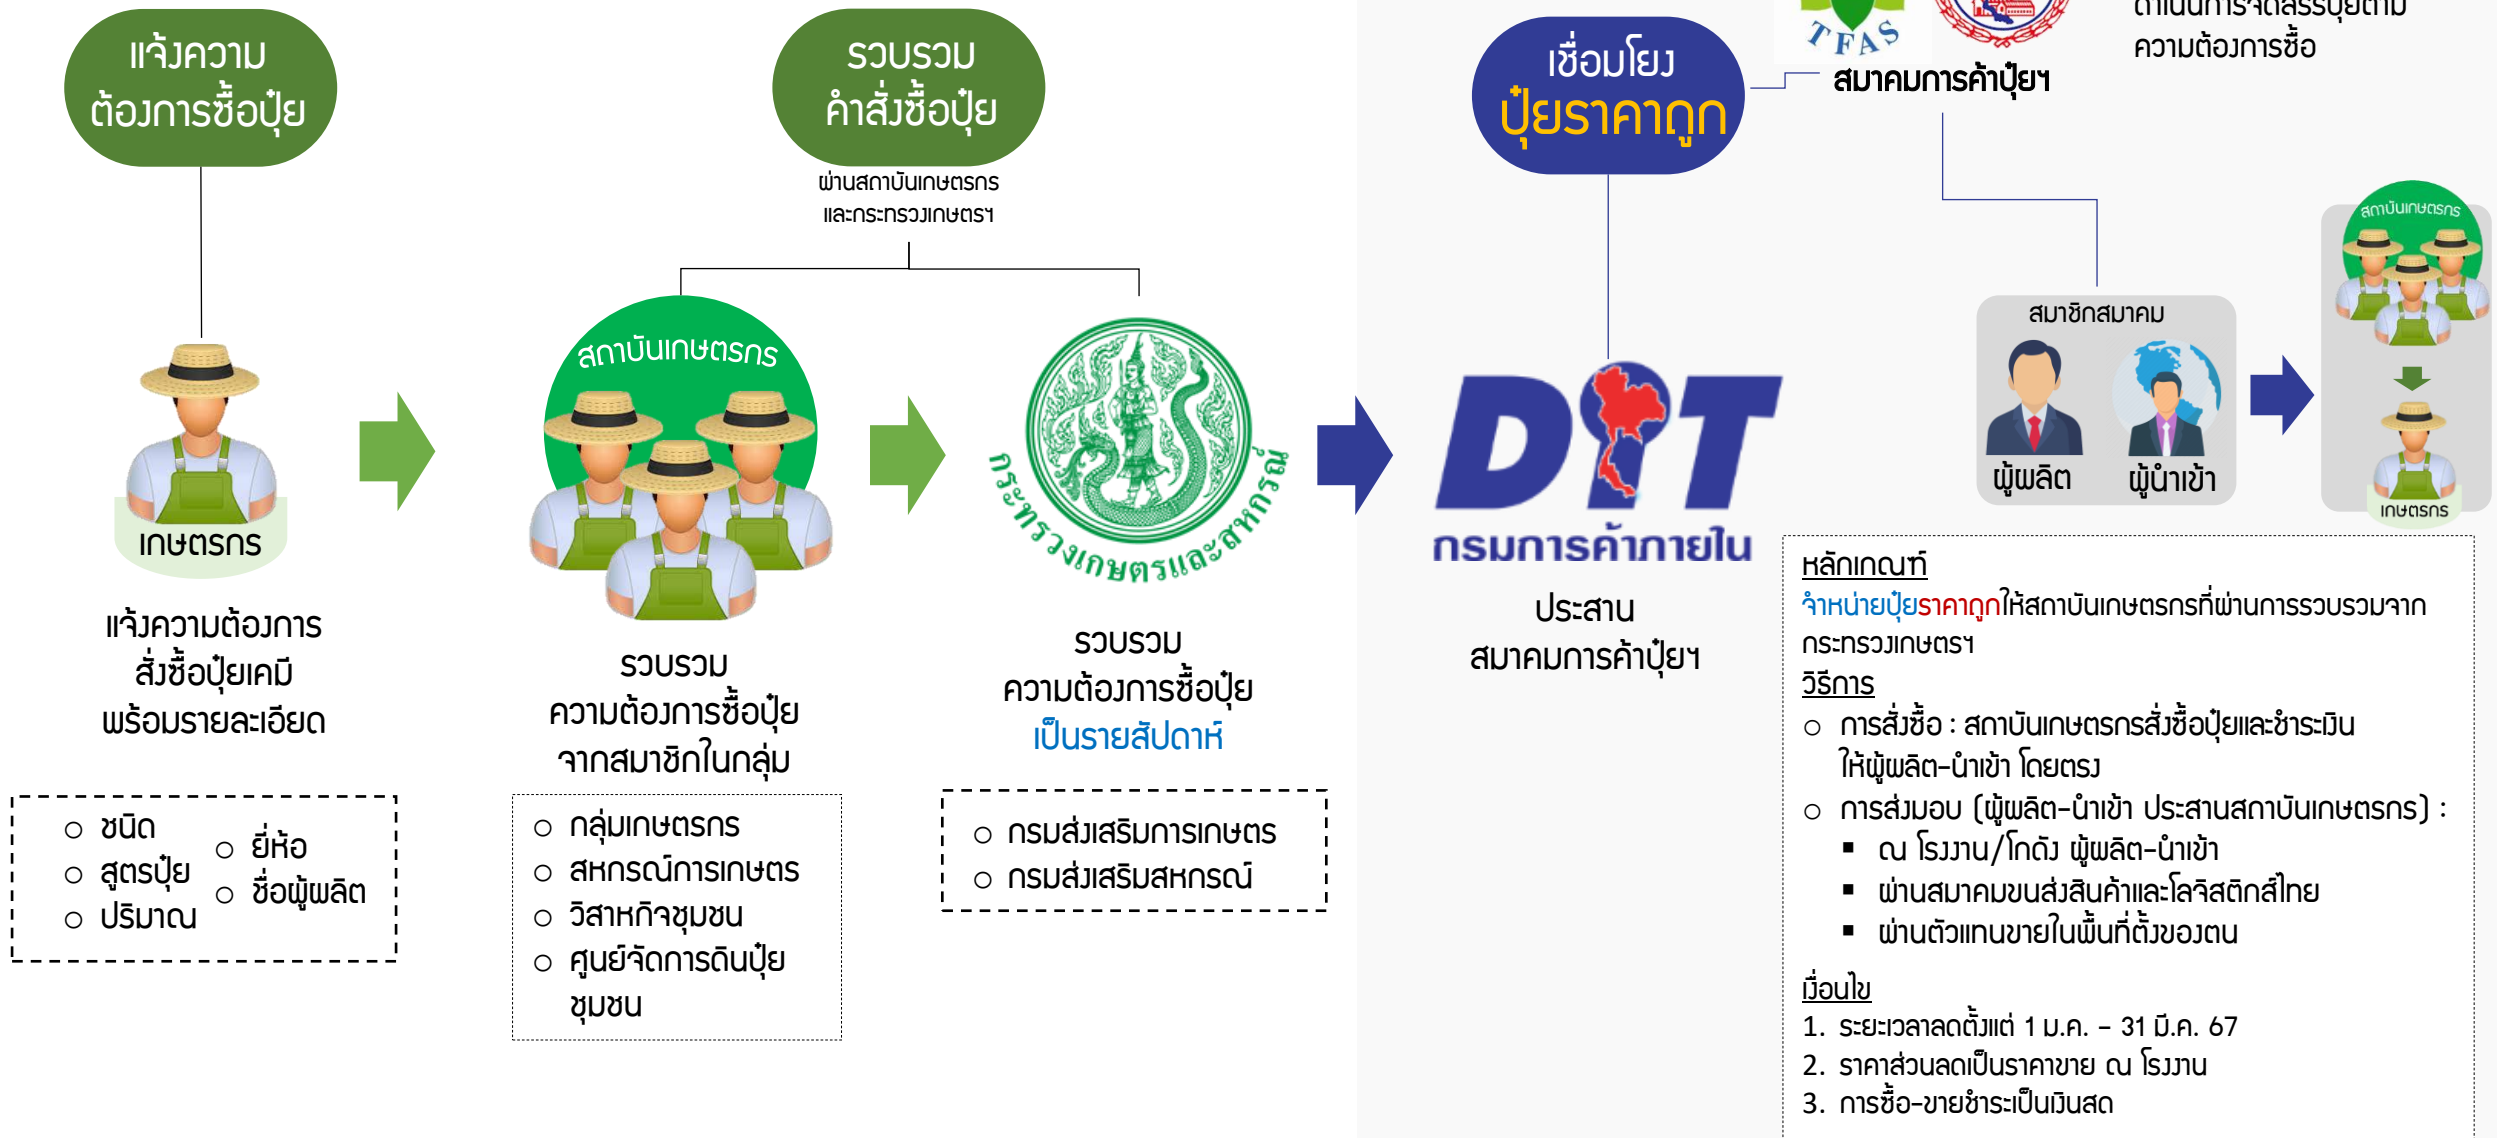 แจ้งความ
ต้องการซื้อปุ๋ย
เกษตรกร
แจ้งความต้องการ
สั่งซื้อปุ๋ยเคมี
พร้อมรายละเอียด
○ ชนิด
○ สูตรปุ๋ย
○ ปริมาณ
○ ยี่ห้อ
○ ชื่อผู้ผลิต
รวบรวม
คำสั่งซื้อปุ๋ย
ผ่านสถาบันเกษตรกร
และกระทรวงเกษตรฯ
สถาบันเกษตรกร
รวบรวม
ความต้องการซื้อปุ๋ย
จากสมาชิกในกลุ่ม
○ กลุ่มเกษตรกร
○ สหกรณ์การเกษตร
○ วิสาหกิจชุมชน
○ ศูนย์จัดการดินปุ๋ย
ชุมชน
กระทรวงเกษตรและสหกรณ์
รวบรวม
ความต้องการซื้อปุ๋ย
เป็นรายสัปดาห์
○ กรมส่งเสริมการเกษตร
○ กรมส่งเสริมสหกรณ์
เชื่อมโยง
ปุ๋ยราคาถูก
DIT
กรมการค้าภายใน
ประสาน
สมาคมการค้าปุ๋ยฯ
TFAS
สมาคมการค้าปุ๋ยฯ
ดำเนินการจัดสรรปุ๋ยตาม
ความต้องการซื้อ
สมาชิกสมาคม
ผู้ผลิต
ผู้นำเข้า
สถาบันเกษตรกร
เกษตรกร
หลักเกณฑ์
จำหน่ายปุ๋ยราคาถูกให้สถาบันเกษตรกรที่ผ่านการรวบรวมจาก
กระทรวงเกษตรฯ
วิธีการ
○ การสั่งซื้อ : สถาบันเกษตรกรสั่งซื้อปุ๋ยและชำระเงิน
ให้ผู้ผลิต-นำเข้า โดยตรง
○ การส่งมอบ (ผู้ผลิต-นำเข้า ประสานสถาบันเกษตรกร) :
▪ ณ โรงงาน/โกดัง ผู้ผลิต-นำเข้า
▪ ผ่านสมาคมขนส่งสินค้าและโลจิสติกส์ไทย
▪ ผ่านตัวแทนขายในพื้นที่ตั้งของตน
เงื่อนไข
1. ระยะเวลาลดตั้งแต่ 1 ม.ค. – 31 มี.ค. 67
2. ราคาส่วนลดเป็นราคาขาย ณ โรงงาน
3. การซื้อ-ขายชำระเป็นเงินสด